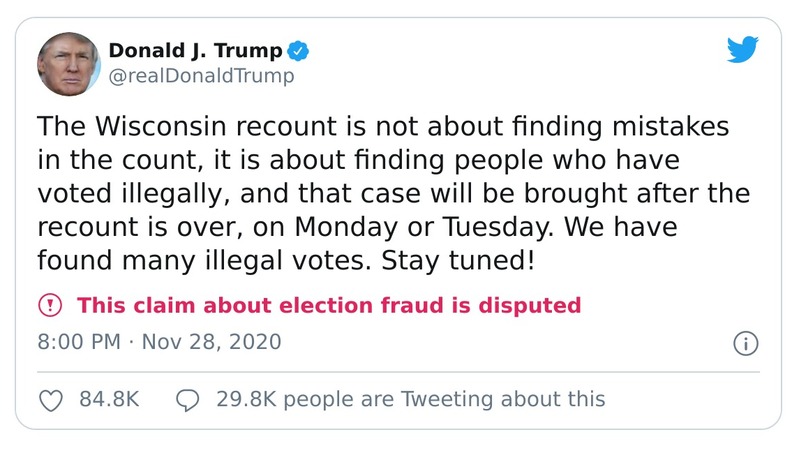 Donald J. Trump
@realDonaldTrump
The Wisconsin recount is not about finding mistakes
in the count, it is about finding people who have
voted illegally, and that case will be brought after the
recount is over, on Monday or Tuesday. We have
found many illegal votes. Stay tuned!
This claim about election fraud is disputed
8:00 PM · Nov 28, 2020
84.8K 29.8K people are Tweeting about this